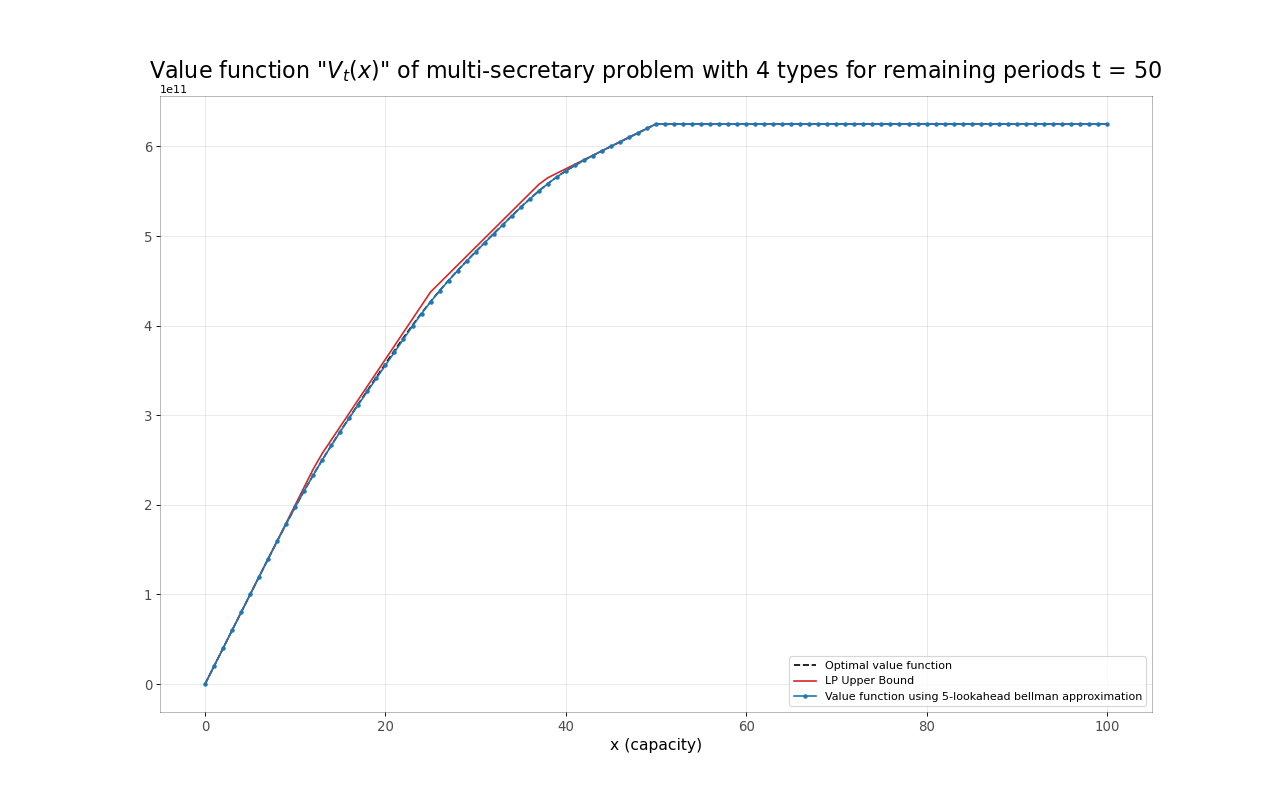 Value function "V_t(x)" of multi-secretary problem with 4 types for remaining periods t = 50
1e11
6
5
4
3
2
1
0
0 20 40 60 80 100
x (capacity)
Optimal value function
LP Upper Bound
Value function using 5-lookahead bellman approximation